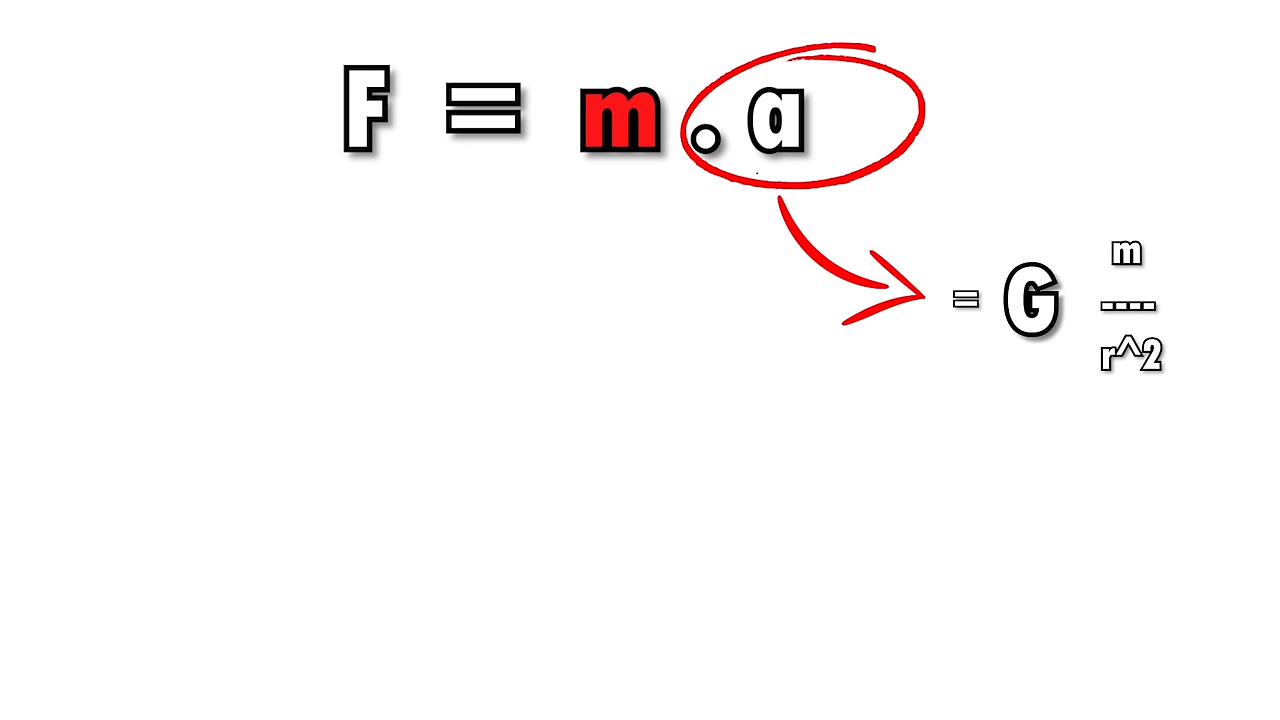 F = m . a
m
= G ----
r^2